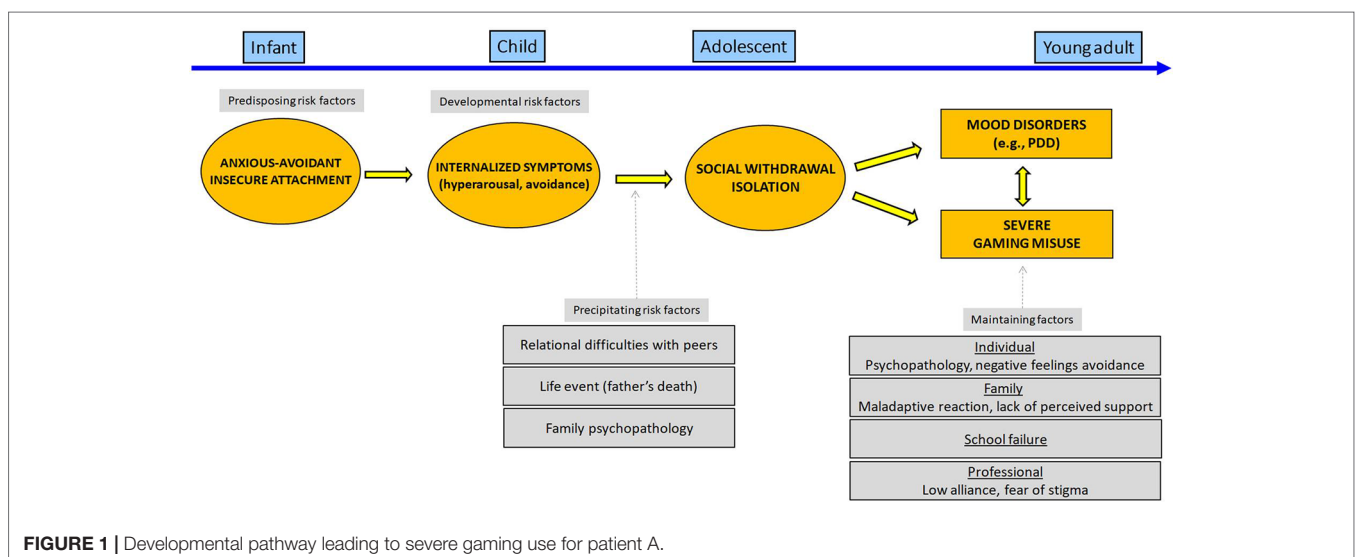 Infant
Child
Adolescent
Young adult
Predisposing risk factors
Developmental risk factors
ANXIOUS-AVOIDANT
INSECURE ATTACHMENT
INTERNALIZED SYMPTOMS
(hyperarousal, avoidance)
SOCIAL WITHDRAWAL
ISOLATION
MOOD DISORDERS
(e.g., PDD)
SEVERE
GAMING MISUSE
Precipitating risk factors
Relational difficulties with peers
Life event (father's death)
Family psychopathology
Maintaining factors
Individual
Psychopathology, negative feelings avoidance
Family
Maladaptive reaction, lack of perceived support
School failure
Professional
Low alliance, fear of stigma
FIGURE 1 | Developmental pathway leading to severe gaming use for patient A.